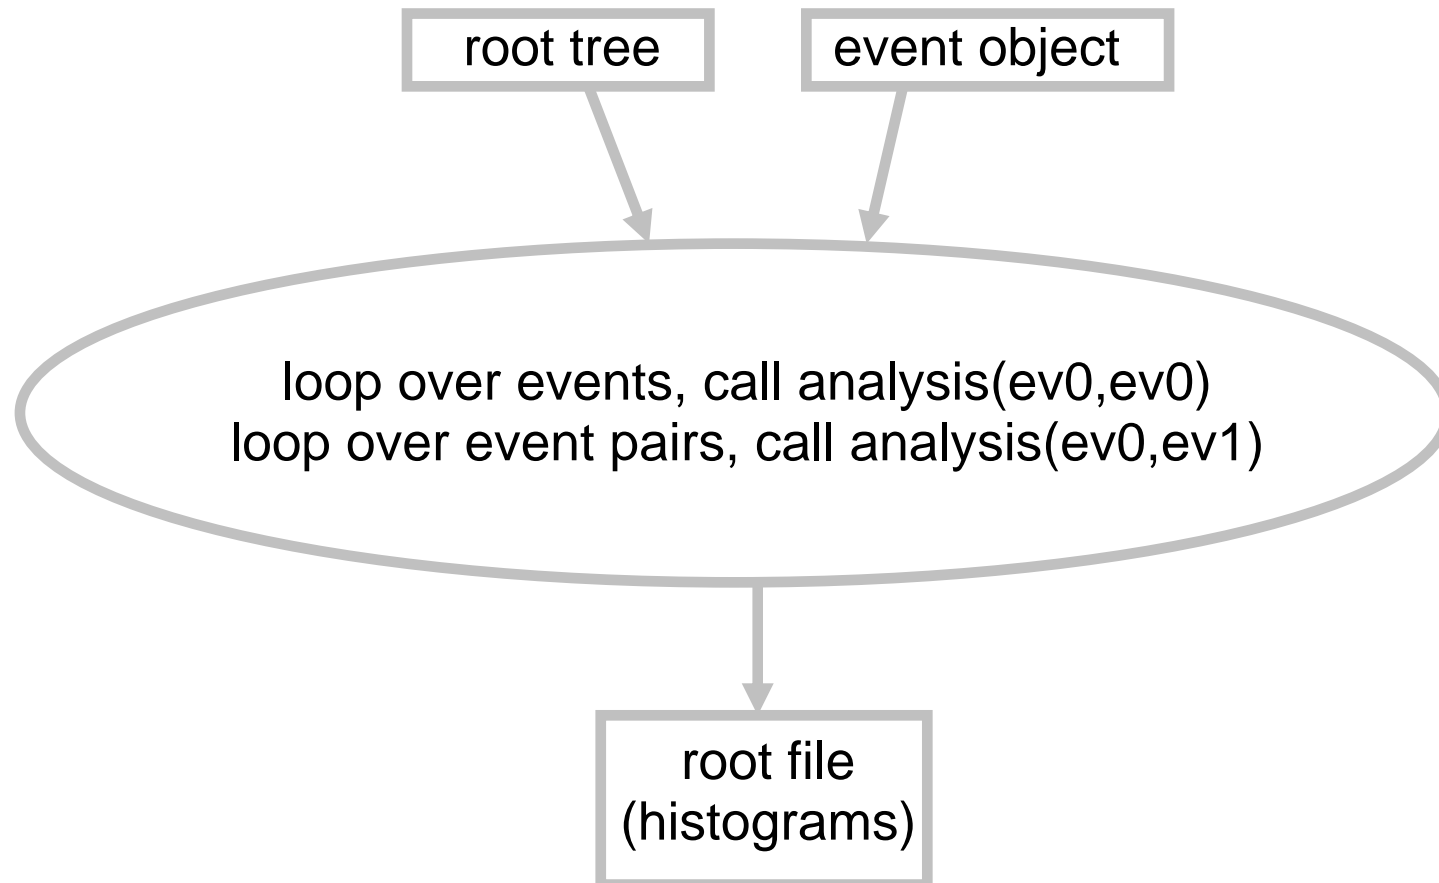 root tree
event object
loop over events, call analysis(ev0,ev0)
loop over event pairs, call analysis(ev0,ev1)
root file
(histograms)